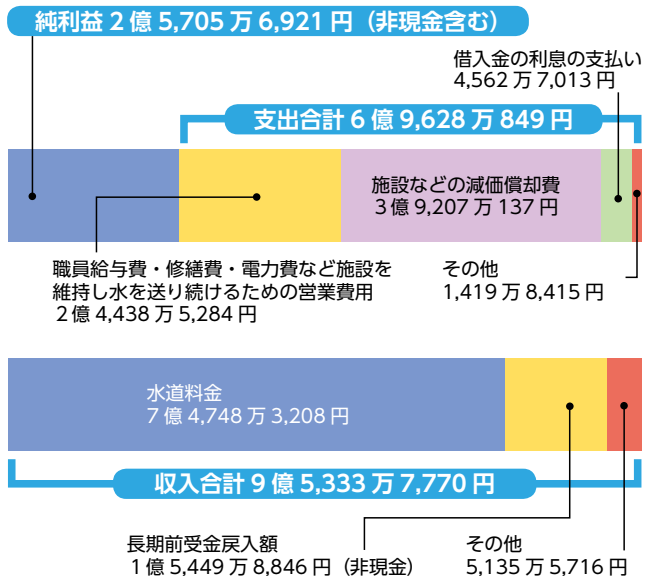 純利益 2 億 5,705 万 6,921 円（非現金含む）
借入金の利息の支払い
4,562 万 7,013 円
支出合計 6 億 9,628 万 849 円
施設などの減価償却費
3 億 9,207 万 137 円
職員給与費・修繕費・電力費など施設を
維持し水を送り続けるための営業費用
2 億 4,438 万 5,284 円
その他
1,419 万 8,415 円
水道料金
7 億 4,748 万 3,208 円
収入合計 9 億 5,333 万 7,770 円
長期前受金戻入額
1 億 5,449 万 8,846 円（非現金）
その他
5,135 万 5,716 円